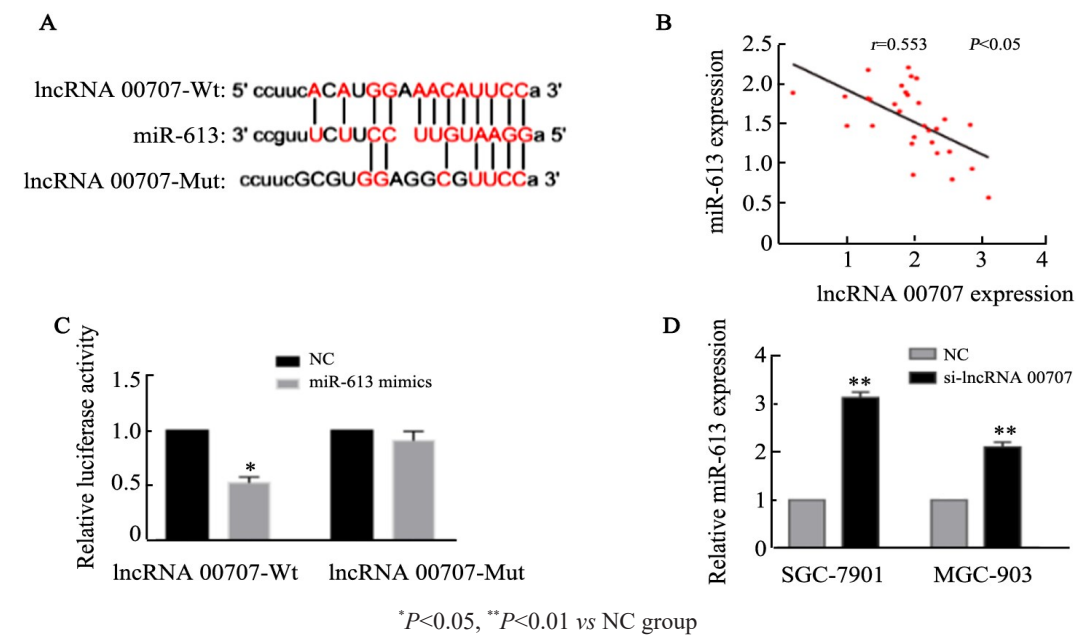 A
lncRNA 00707-Wt: 5' ccuucACAUGGAAACAUUCCa 3'
miR-613: 3' ccguuUCUUCC UUGUAAGGa 5'
lncRNA 00707-Mut: ccuucGCGUGGAGGCGUUCCa 3'
B
r=0.553 P<0.05
miR-613 expression
2.5
2.0
1.5
1.0
0.5
0
1 2 3 4
lncRNA 00707 expression
C
NC
miR-613 mimics
Relative luciferase activity
1.5
1.0
0.5
0
*
lncRNA 00707-Wt lncRNA 00707-Mut
D
NC
si-lncRNA 00707
Relative miR-613 expression
4
3
2
1
0
**
**
SGC-7901 MGC-903
*P<0.05, **P<0.01 vs NC group